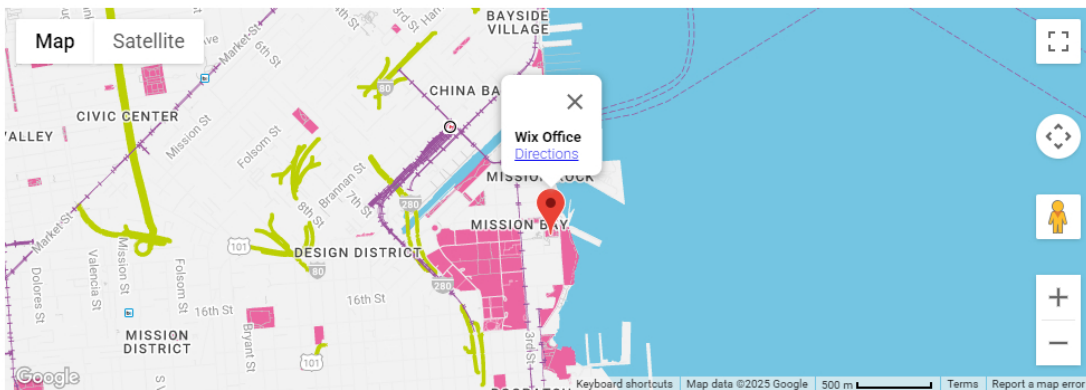 Map
Satellite
BAYSIDE
VILLAGE
Market St
6th St
3rd St
80
CHINA BA
CIVIC CENTER
VALLEY
Mission St
Folsom St
Brannan St
7th St
8th St
Wix Office
Directions
MISSION ROCK
280
MISSION BAY
Market St
101
DESIGN DISTRICT
80
280
Dolores St
Valencia St
Mission St
Folsom St
16th St
16th St
Bryant St
3rd St
MISSION
DISTRICT
101
Google
Keyboard shortcuts
Map data ©2025 Google
500 m
Terms
Report a map error